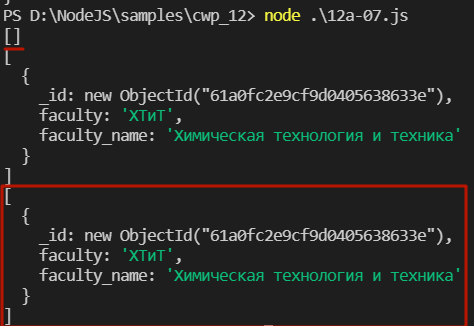 }
PS D:\NodeJS\samples\cwp_12> node .\12a-07.js
[]
[
{
_id: new ObjectId("61a0fc2e9cf9d0405638633e"),
faculty: 'ХТиТ',
faculty_name: 'Химическая технология и техника'
}
]
[
{
_id: new ObjectId("61a0fc2e9cf9d0405638633e"),
faculty: 'ХТиТ',
faculty_name: 'Химическая технология и техника'
}
]